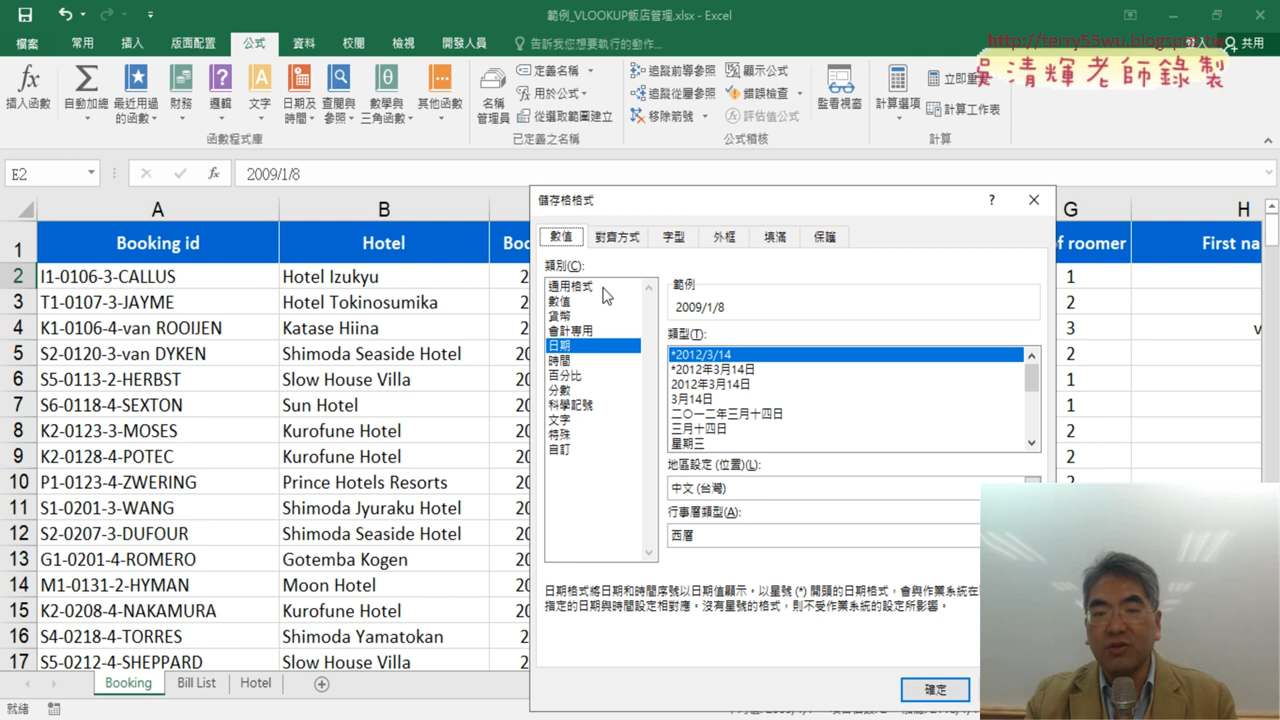 範例_VLOOKUP飯店管理.xlsx - Excel
檔案 常用 插入 版面配置 公式 資料 校閱 檢視 開發人員 告訴我您想要執行的動作... 共用
http://terry55wu.blogspot.tw
吳清輝老師錄製
插入函數 自動加總 最近用過的函數 財務 邏輯 文字 日期及時間 查閱與參照 數學與三角函數 其他函數 名稱管理員 定義名稱 用於公式 從選取範圍建立 追蹤前導參照 追蹤從屬參照 移除箭號 顯示公式 錯誤檢查 評估值公式 監看視窗 計算選項 立即重 計算工作表
函數程式庫 已定義之名稱 公式稽核 計算
E2 fx 2009/1/8
A B G H
1 Booking id Hotel Boo f roomer First na
2 I1-0106-3-CALLUS Hotel Izukyu 2 1
3 T1-0107-3-JAYME Hotel Tokinosumika 2 2
4 K1-0106-4-van ROOIJEN Katase Hiina 2 3 v
5 S2-0120-3-van DYKEN Shimoda Seaside Hotel 20 2
6 S5-0113-2-HERBST Slow House Villa 20 1
7 S6-0118-4-SEXTON Sun Hotel 20 1
8 K2-0123-3-MOSES Kurofune Hotel 20 2
9 K2-0128-4-POTEC Kurofune Hotel 20 2
10 P1-0123-4-ZWERING Prince Hotels Resorts 20
11 S1-0201-3-WANG Shimoda Jyuraku Hotel 20
12 S2-0207-3-DUFOUR Shimoda Seaside Hotel 20
13 G1-0201-4-ROMERO Gotemba Kogen 2
14 M1-0131-2-HYMAN Moon Hotel 2
15 K2-0208-4-NAKAMURA Kurofune Hotel 2
16 S4-0218-4-TORRES Shimoda Yamatokan 2
17 S5-0212-4-SHEPPARD Slow House Villa 20
儲存格格式 ?
數值 對齊方式 字型 外框 填滿 保護
類別(C):
通用格式
數值
貨幣
會計專用
日期
時間
百分比
分數
科學記號
文字
特殊
自訂
範例
2009/1/8
類型(T):
*2012/3/14
*2012年3月14日
2012年3月14日
3月14日
二○一二年三月十四日
三月十四日
星期三
地區設定 (位置)(L):
中文 (台灣)
行事曆類型(A):
西曆
日期格式將日期和時間序號以日期值顯示。以星號 (*) 開頭的日期格式，會與作業系統在
指定的日期與時間設定相對應。沒有星號的格式，則不受作業系統的設定所影響。
確定
Booking Bill List Hotel
就緒